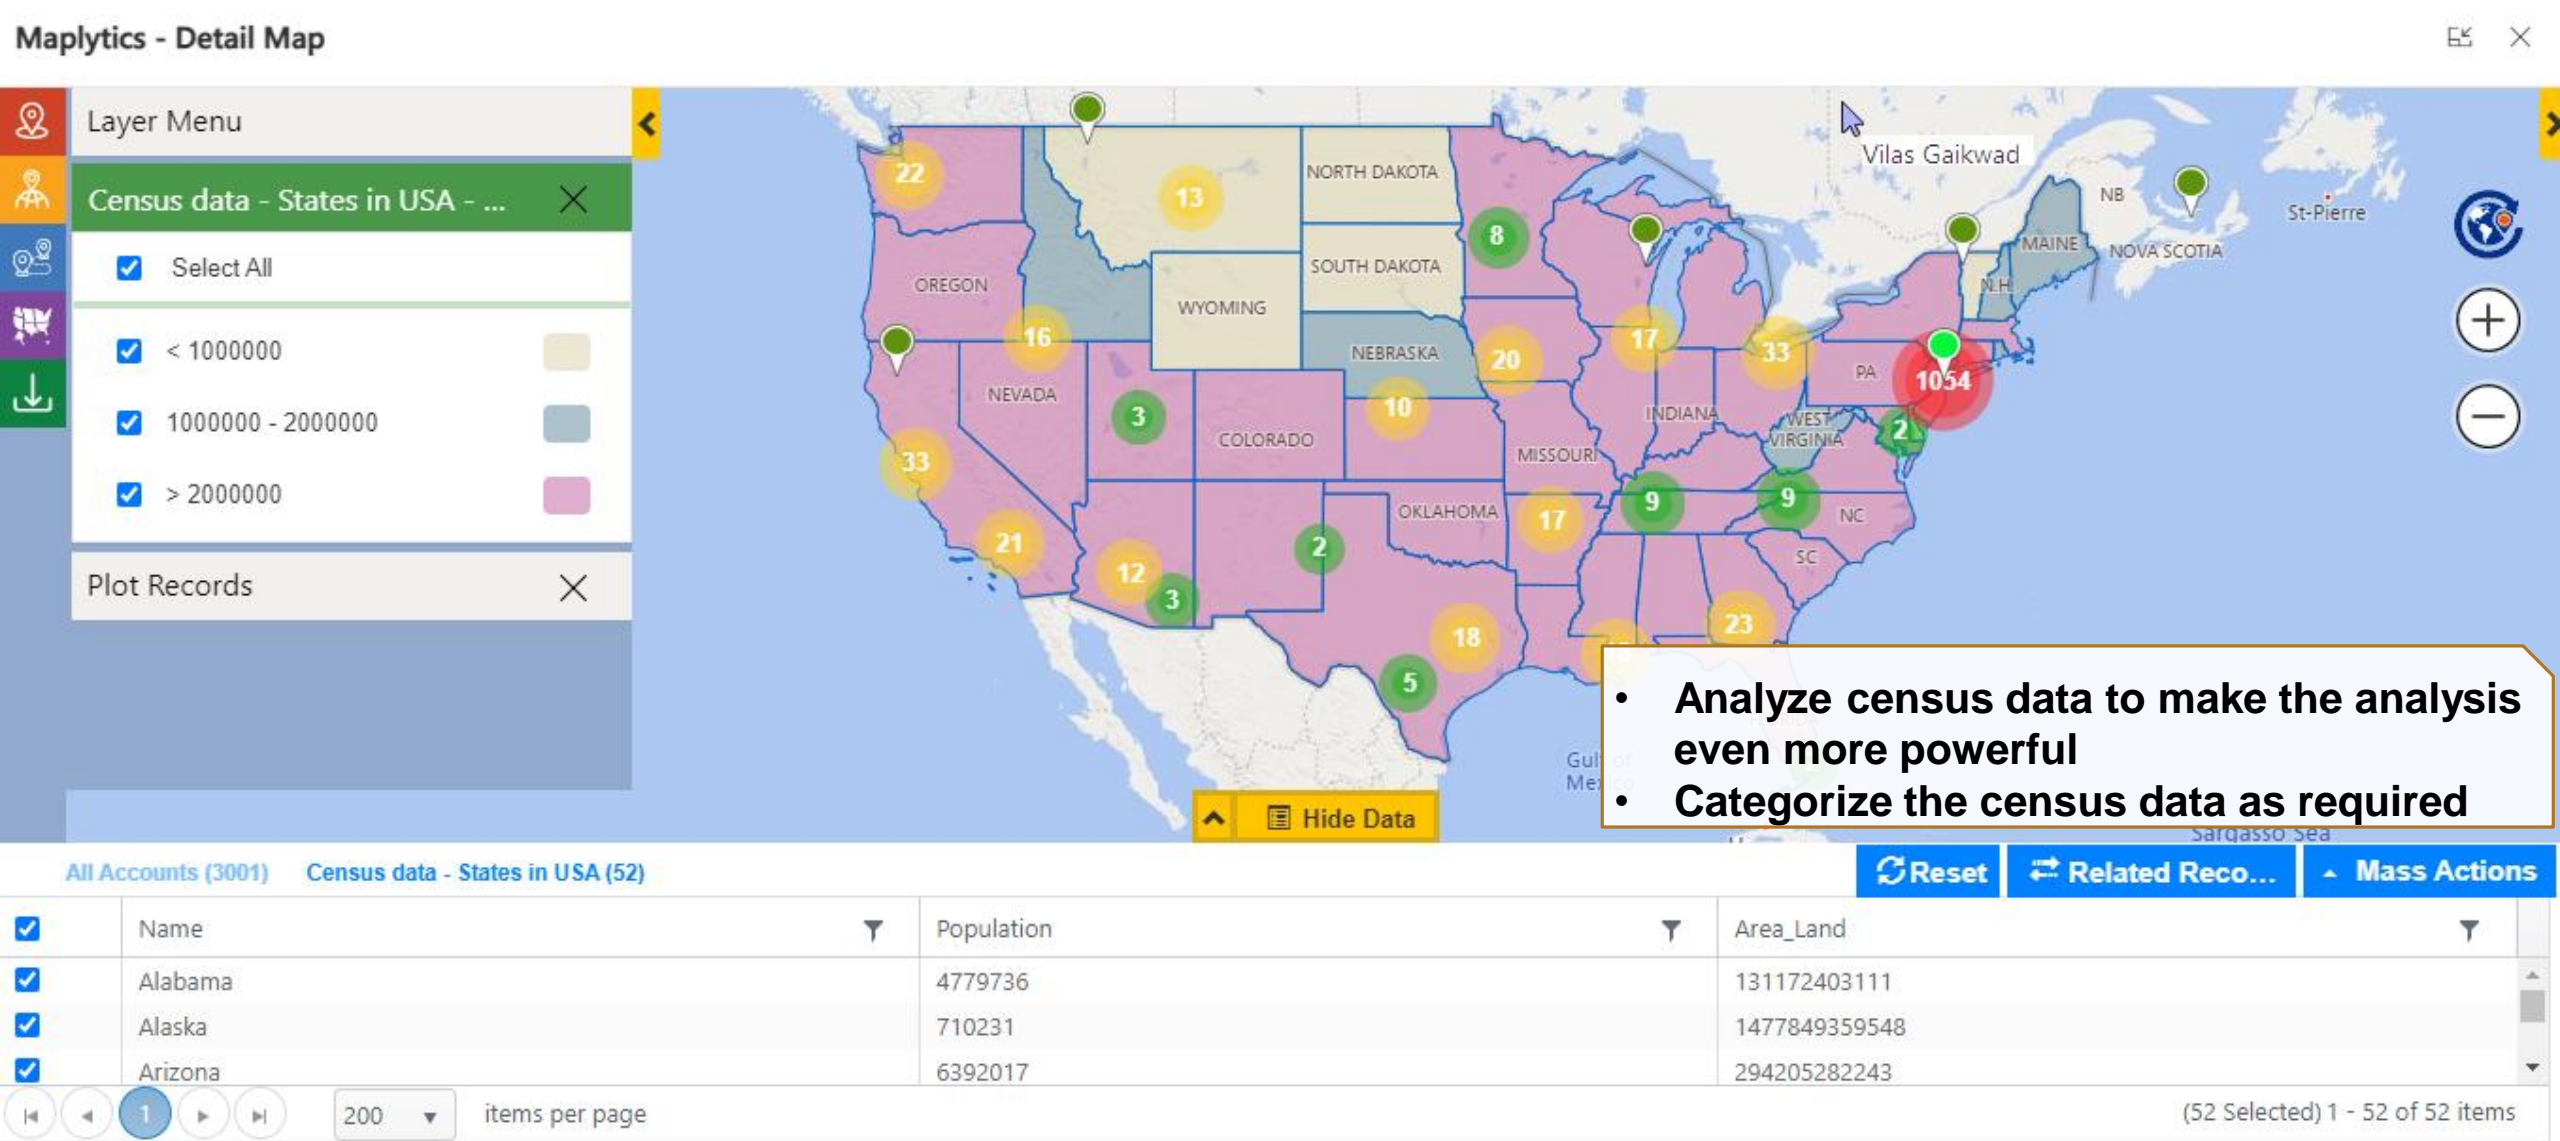 Maplytics - Detail Map
Layer Menu
Census data - States in USA - ...
Select All
< 1000000
1000000 - 2000000
> 2000000
Plot Records
Vilas Gaikwad
NORTH DAKOTA
NB
St-Pierre
22
13
8
MAINE
NOVA SCOTIA
SOUTH DAKOTA
OREGON
N.H.
WYOMING
16
17
33
NEBRASKA
20
PA
1054
NEVADA
3
10
INDIANA
WEST
VIRGINIA
2
COLORADO
MISSOURI
33
9
9
OKLAHOMA
17
NC
21
2
SC
12
3
18
23
5
• Analyze census data to make the analysis
even more powerful
• Categorize the census data as required
Hide Data
Sargasso Sea
All Accounts (3001) Census data - States in USA (52)
Reset Related Reco... Mass Actions
Name Population Area_Land
Alabama 4779736 131172403111
Alaska 710231 1477849359548
Arizona 6392017 294205282243
1 200 items per page (52 Selected) 1 - 52 of 52 items